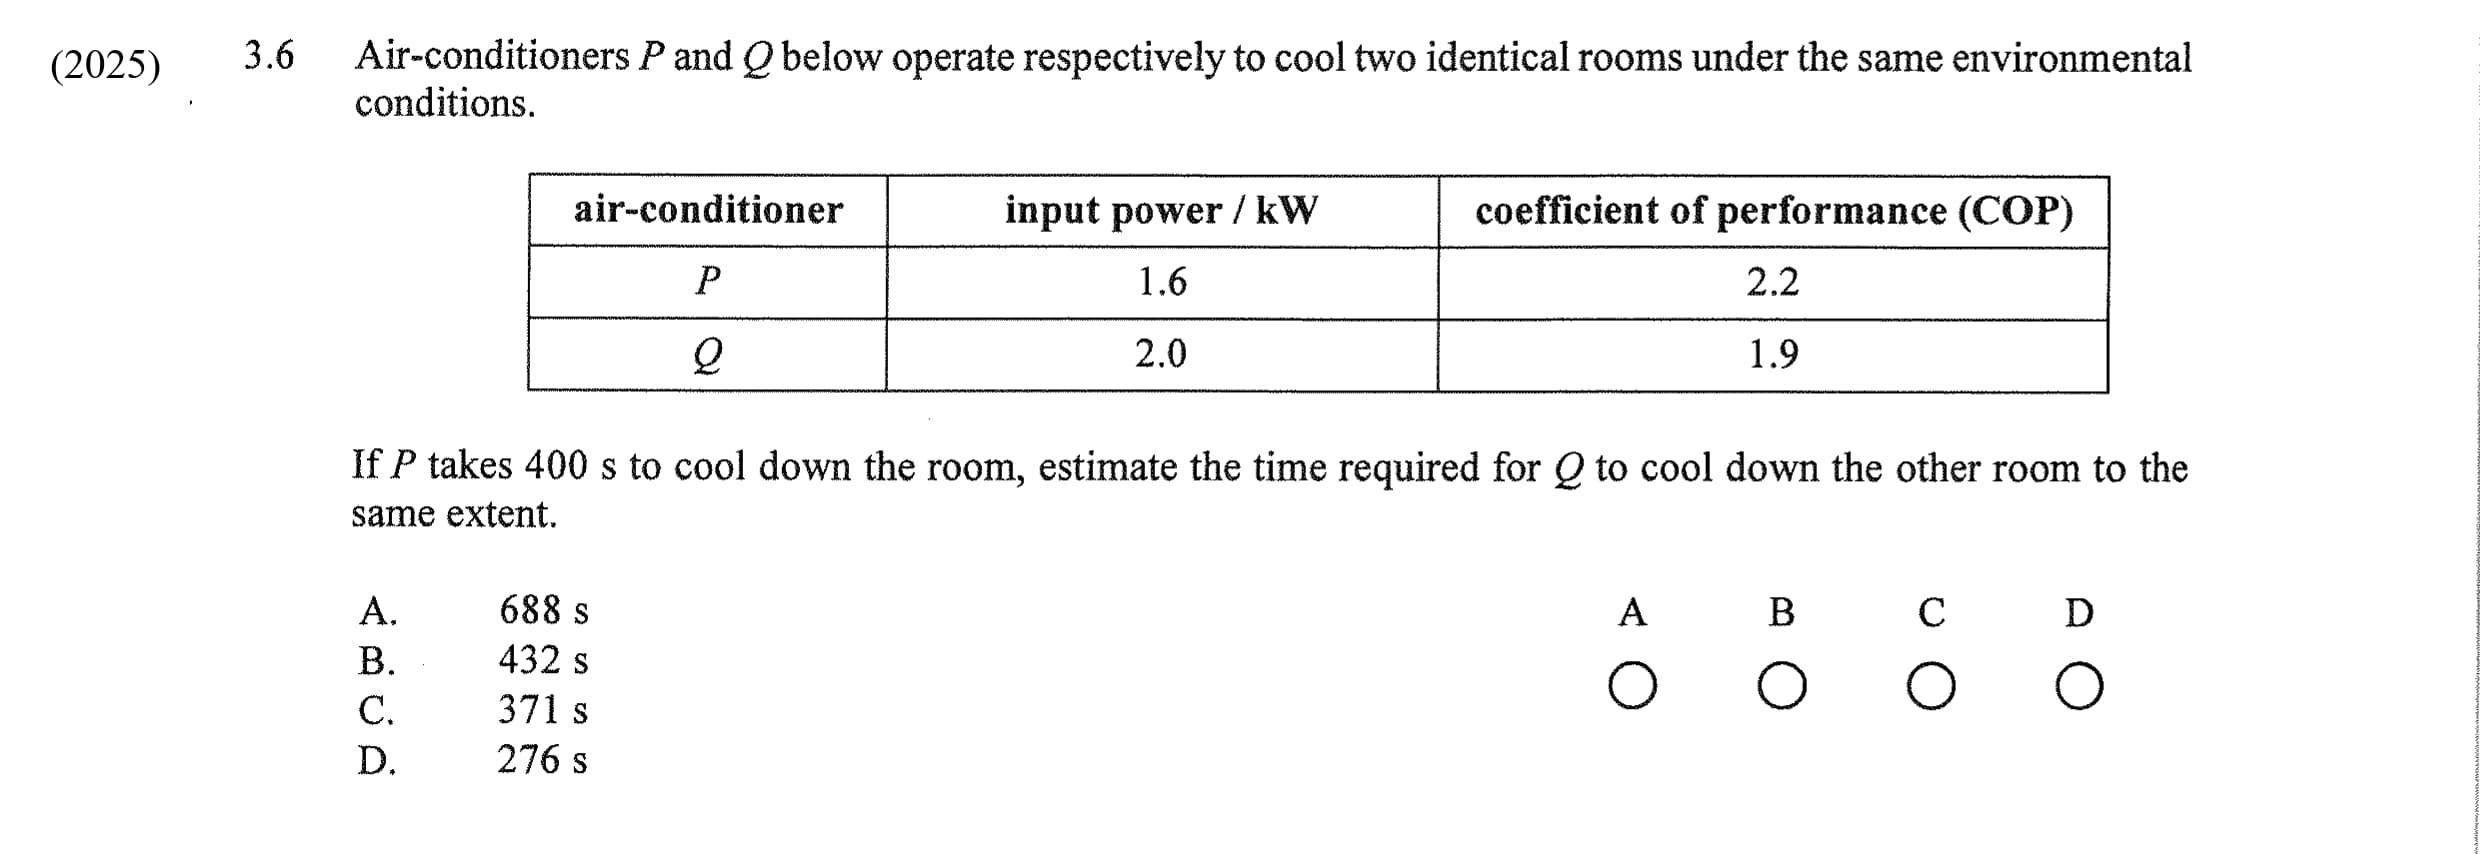 (2025) 3.6 Air-conditioners P and Q below operate respectively to cool two identical rooms under the same environmental
conditions.
air-conditioner input power / kW coefficient of performance (COP)
P 1.6 2.2
Q 2.0 1.9
If P takes 400 s to cool down the room, estimate the time required for Q to cool down the other room to the
same extent.
A. 688 s A B C D
B. 432 s
C. 371 s
D. 276 s